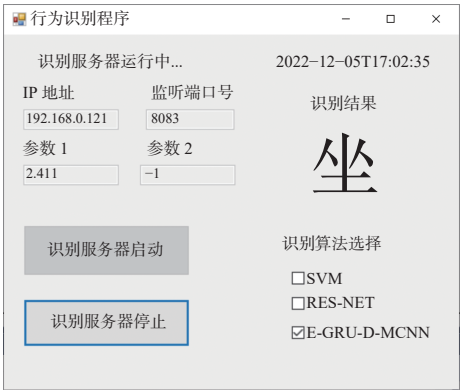 行为识别程序
识别服务器运行中...
2022-12-05T17:02:35
IP 地址
监听端口号
192.168.0.121
8083
参数 1
参数 2
2.411
−1
识别结果
坐
识别服务器启动
识别服务器停止
识别算法选择
SVM
RES-NET
E-GRU-D-MCNN